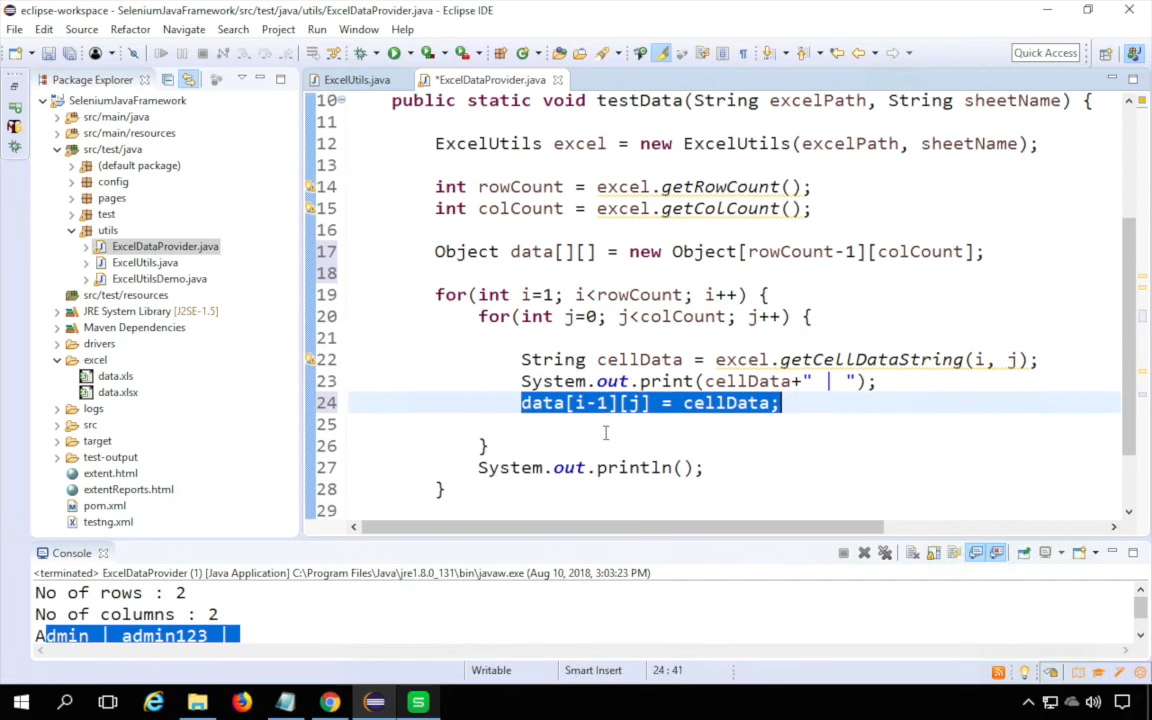 eclipse-workspace - SeleniumJavaFramework/src/test/java/utils/ExcelDataProvider.java - Eclipse IDE
File Edit Source Refactor Navigate Search Project Run Window Help
Quick Access
Package Explorer
ExcelUtils.java
*ExcelDataProvider.java
SeleniumJavaFramework
src/main/java
src/main/resources
src/test/java
(default package)
config
pages
test
utils
ExcelDataProvider.java
ExcelUtils.java
ExcelUtilsDemo.java
src/test/resources
JRE System Library [J2SE-1.5]
Maven Dependencies
drivers
excel
data.xls
data.xlsx
logs
src
target
test-output
extent.html
extentReports.html
pom.xml
testng.xml
10 public static void testData(String excelPath, String sheetName) {
11
12 ExcelUtils excel = new ExcelUtils(excelPath, sheetName);
13
14 int rowCount = excel.getRowCount();
15 int colCount = excel.getColCount();
16
17 Object data[][] = new Object[rowCount-1][colCount];
18
19 for(int i=1; i<rowCount; i++) {
20 for(int j=0; j<colCount; j++) {
21
22 String cellData = excel.getCellDataString(i, j);
23 System.out.print(cellData+" | ");
24 data[i-1][j] = cellData;
25
26 }
27 System.out.println();
28 }
29
Console
<terminated> ExcelDataProvider (1) [Java Application] C:\Program Files\Java\jre1.8.0_131\bin\javaw.exe (Aug 10, 2018, 3:03:23 PM)
No of rows : 2
No of columns : 2
Admin | admin123 |
Writable Smart Insert 24 : 41